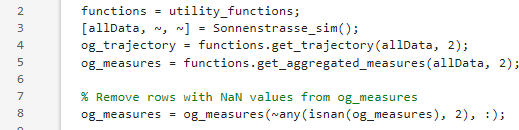 2 functions = utility_functions;
3 [allData, ~, ~] = Sonnenstrasse_sim();
4 og_trajectory = functions.get_trajectory(allData, 2);
5 og_measures = functions.get_aggregated_measures(allData, 2);
6
7 % Remove rows with NaN values from og_measures
8 og_measures = og_measures(~any(isnan(og_measures), 2), :);